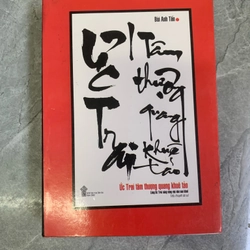 Bùi Anh Tấn
ỨC TRAI
Tâm
thượng
quang
khuê
tảo
Ức Trai tâm thượng quang khuê tảo